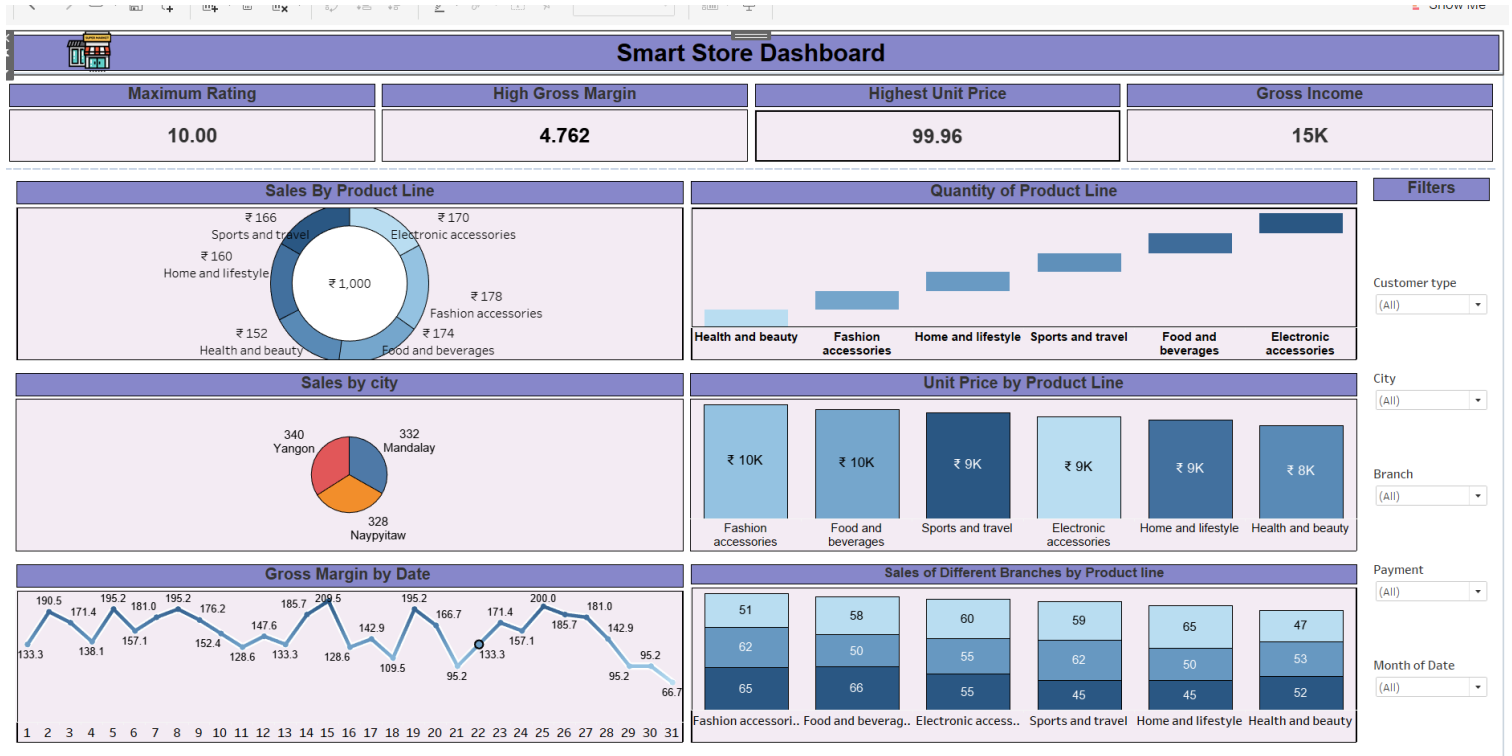 Show Me
SUPER MARKET
Smart Store Dashboard
Maximum Rating
High Gross Margin
Highest Unit Price
Gross Income
10.00
4.762
99.96
15K
Sales By Product Line
₹ 166
Sports and travel
₹ 170
Electronic accessories
₹ 160
Home and lifestyle
₹ 1,000
₹ 178
Fashion accessories
₹ 152
Health and beauty
₹ 174
Food and beverages
Quantity of Product Line
Health and beauty
Fashion
accessories
Home and lifestyle
Sports and travel
Food and
beverages
Electronic
accessories
Filters
Customer type
(All)
City
(All)
Branch
(All)
Payment
(All)
Month of Date
(All)
Sales by city
340
Yangon
332
Mandalay
328
Naypyitaw
Unit Price by Product Line
₹ 10K
₹ 10K
₹ 9K
₹ 9K
₹ 9K
₹ 8K
Fashion
accessories
Food and
beverages
Sports and travel
Electronic
accessories
Home and lifestyle
Health and beauty
Gross Margin by Date
133.3
190.5
171.4
138.1
195.2
157.1
181.0
195.2
176.2
152.4
128.6
147.6
133.3
185.7
209.5
128.6
142.9
109.5
195.2
166.7
95.2
133.3
171.4
157.1
200.0
185.7
181.0
142.9
95.2
95.2
66.7
1 2 3 4 5 6 7 8 9 10 11 12 13 14 15 16 17 18 19 20 21 22 23 24 25 26 27 28 29 30 31
Sales of Different Branches by Product line
51 58 60 59 65 47
62 50 55 62 50 53
65 66 55 45 45 52
Fashion accessori.. Food and beverag.. Electronic access.. Sports and travel Home and lifestyle Health and beauty